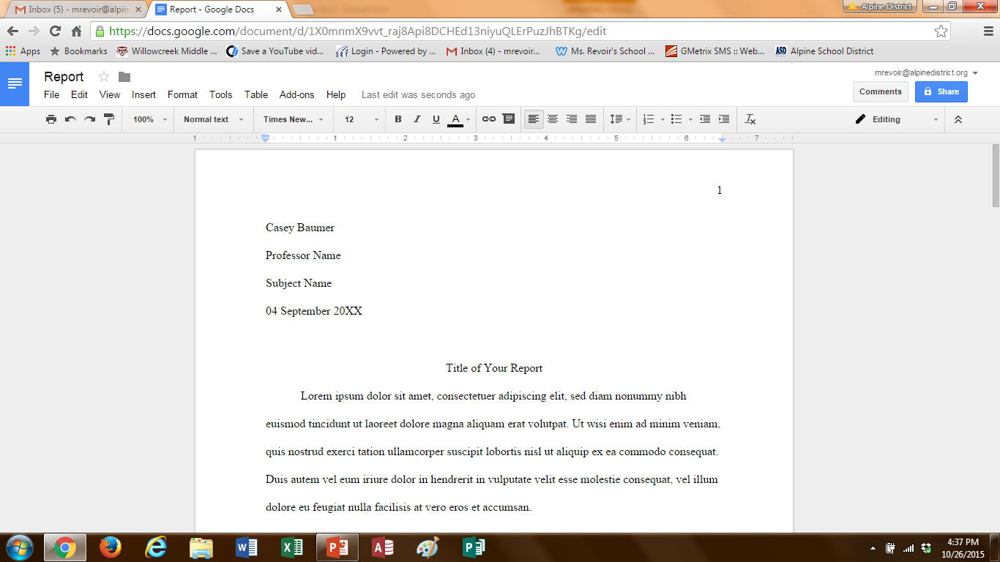 Inbox (5) - mrevoir@alpin
Report - Google Docs
Alpine District
https://docs.google.com/document/d/1X0mnmX9vvt_raj8Api8DCHEd13niyuQLErPuzJhBTKg/edit
Apps Bookmarks Willowcreek Middle ... Save a YouTube vid... Login - Powered by ... Inbox (4) - mrevoir... Ms. Revoir's School ... GMetrix SMS :: Web... ASD Alpine School District
Report
mrevoir@alpinedistrict.org
File Edit View Insert Format Tools Table Add-ons Help Last edit was seconds ago
Comments Share
100% Normal text Times New... 12 B I U A Editing
1 1 2 3 4 5 6 7
1
Casey Baumer
Professor Name
Subject Name
04 September 20XX
Title of Your Report
Lorem ipsum dolor sit amet, consectetuer adipiscing elit, sed diam nonummy nibh
euismod tincidunt ut laoreet dolore magna aliquam erat volutpat. Ut wisi enim ad minim veniam,
quis nostrud exerci tation ullamcorper suscipit lobortis nisl ut aliquip ex ea commodo consequat.
Duis autem vel eum iriure dolor in hendrerit in vulputate velit esse molestie consequat, vel illum
dolore eu feugiat nulla facilisis at vero eros et accumsan.
4:37 PM
10/26/2015